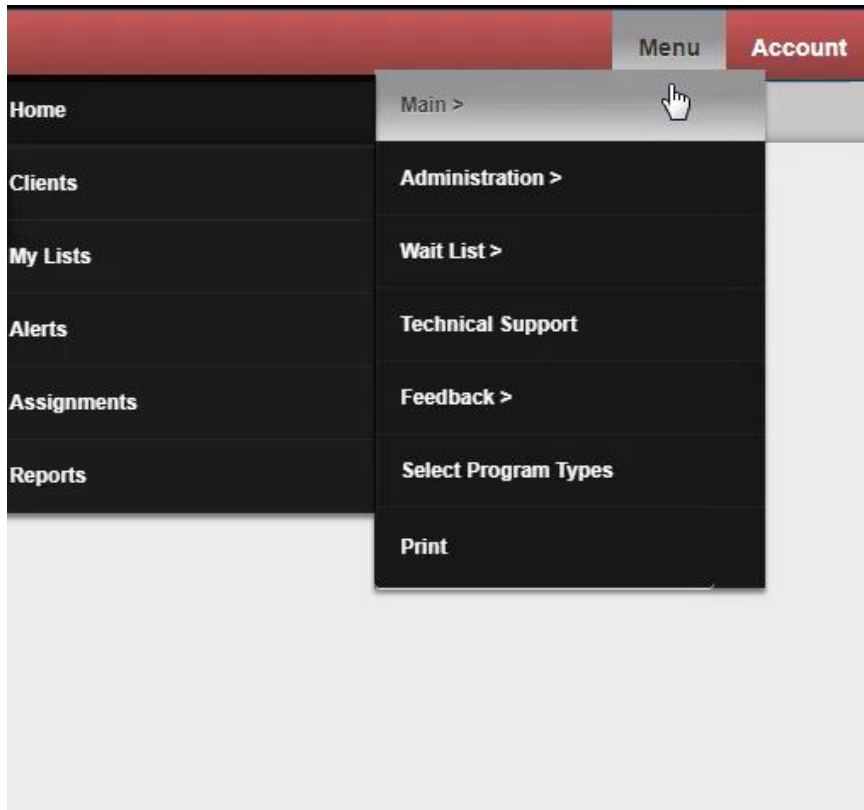 Menu
Account
Home
Clients
My Lists
Alerts
Assignments
Reports
Main >
Administration >
Wait List >
Technical Support
Feedback >
Select Program Types
Print